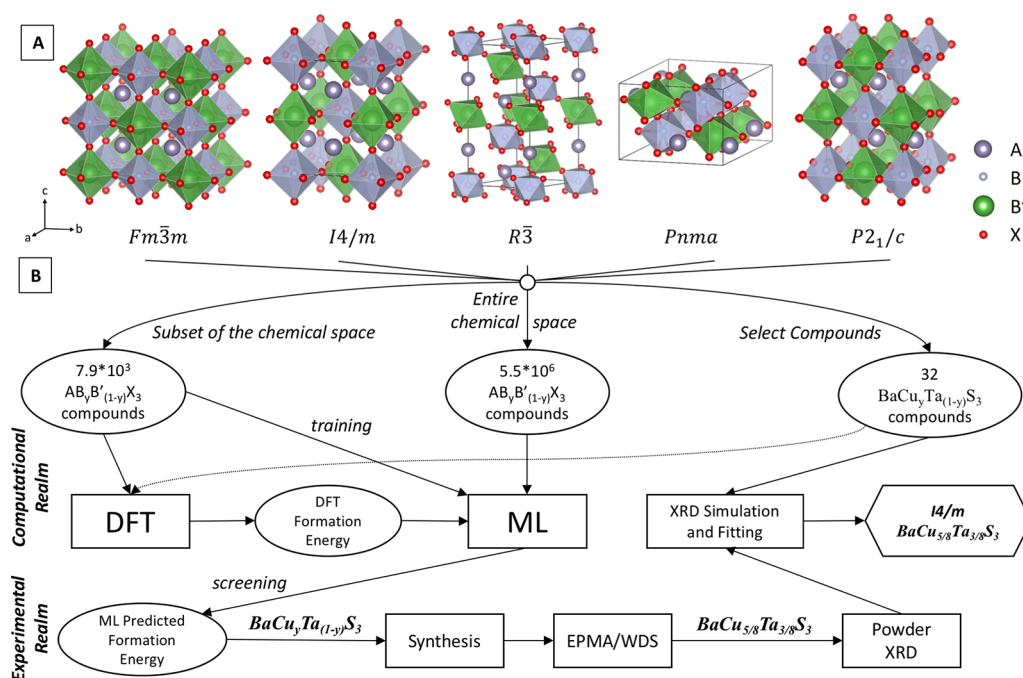 A
A
B
B'
X
c
a
b
Fm3̅m
I4/m
R3̅
Pnma
P2₁/c
B
Subset of the chemical space
Entire
chemical space
Select Compounds
7.9*10³
AB_yB'_(1-y)X₃
compounds
5.5*10⁶
AB_yB'_(1-y)X₃
compounds
32
BaCu_yTa_(1-y)S₃
compounds
training
Computational
Realm
DFT
DFT
Formation
Energy
ML
XRD Simulation
and Fitting
I4/m
BaCu_5/8Ta_3/8S₃
screening
Experimental
Realm
ML Predicted
Formation
Energy
BaCu_yTa_(1-y)S₃
Synthesis
EPMA/WDS
BaCu_5/8Ta_3/8S₃
Powder
XRD